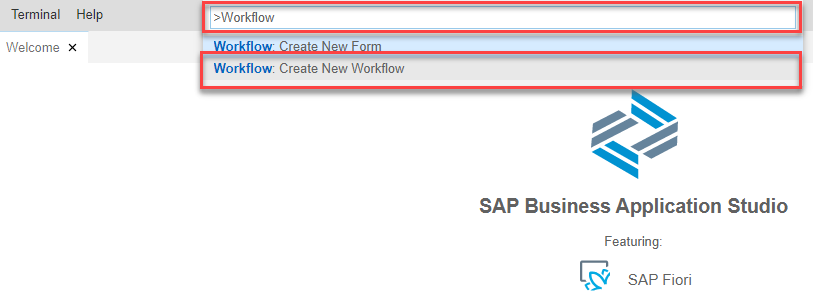 Terminal Help
>Workflow
Welcome ×
Workflow: Create New Form
Workflow: Create New Workflow
SAP Business Application Studio
Featuring:
SAP Fiori